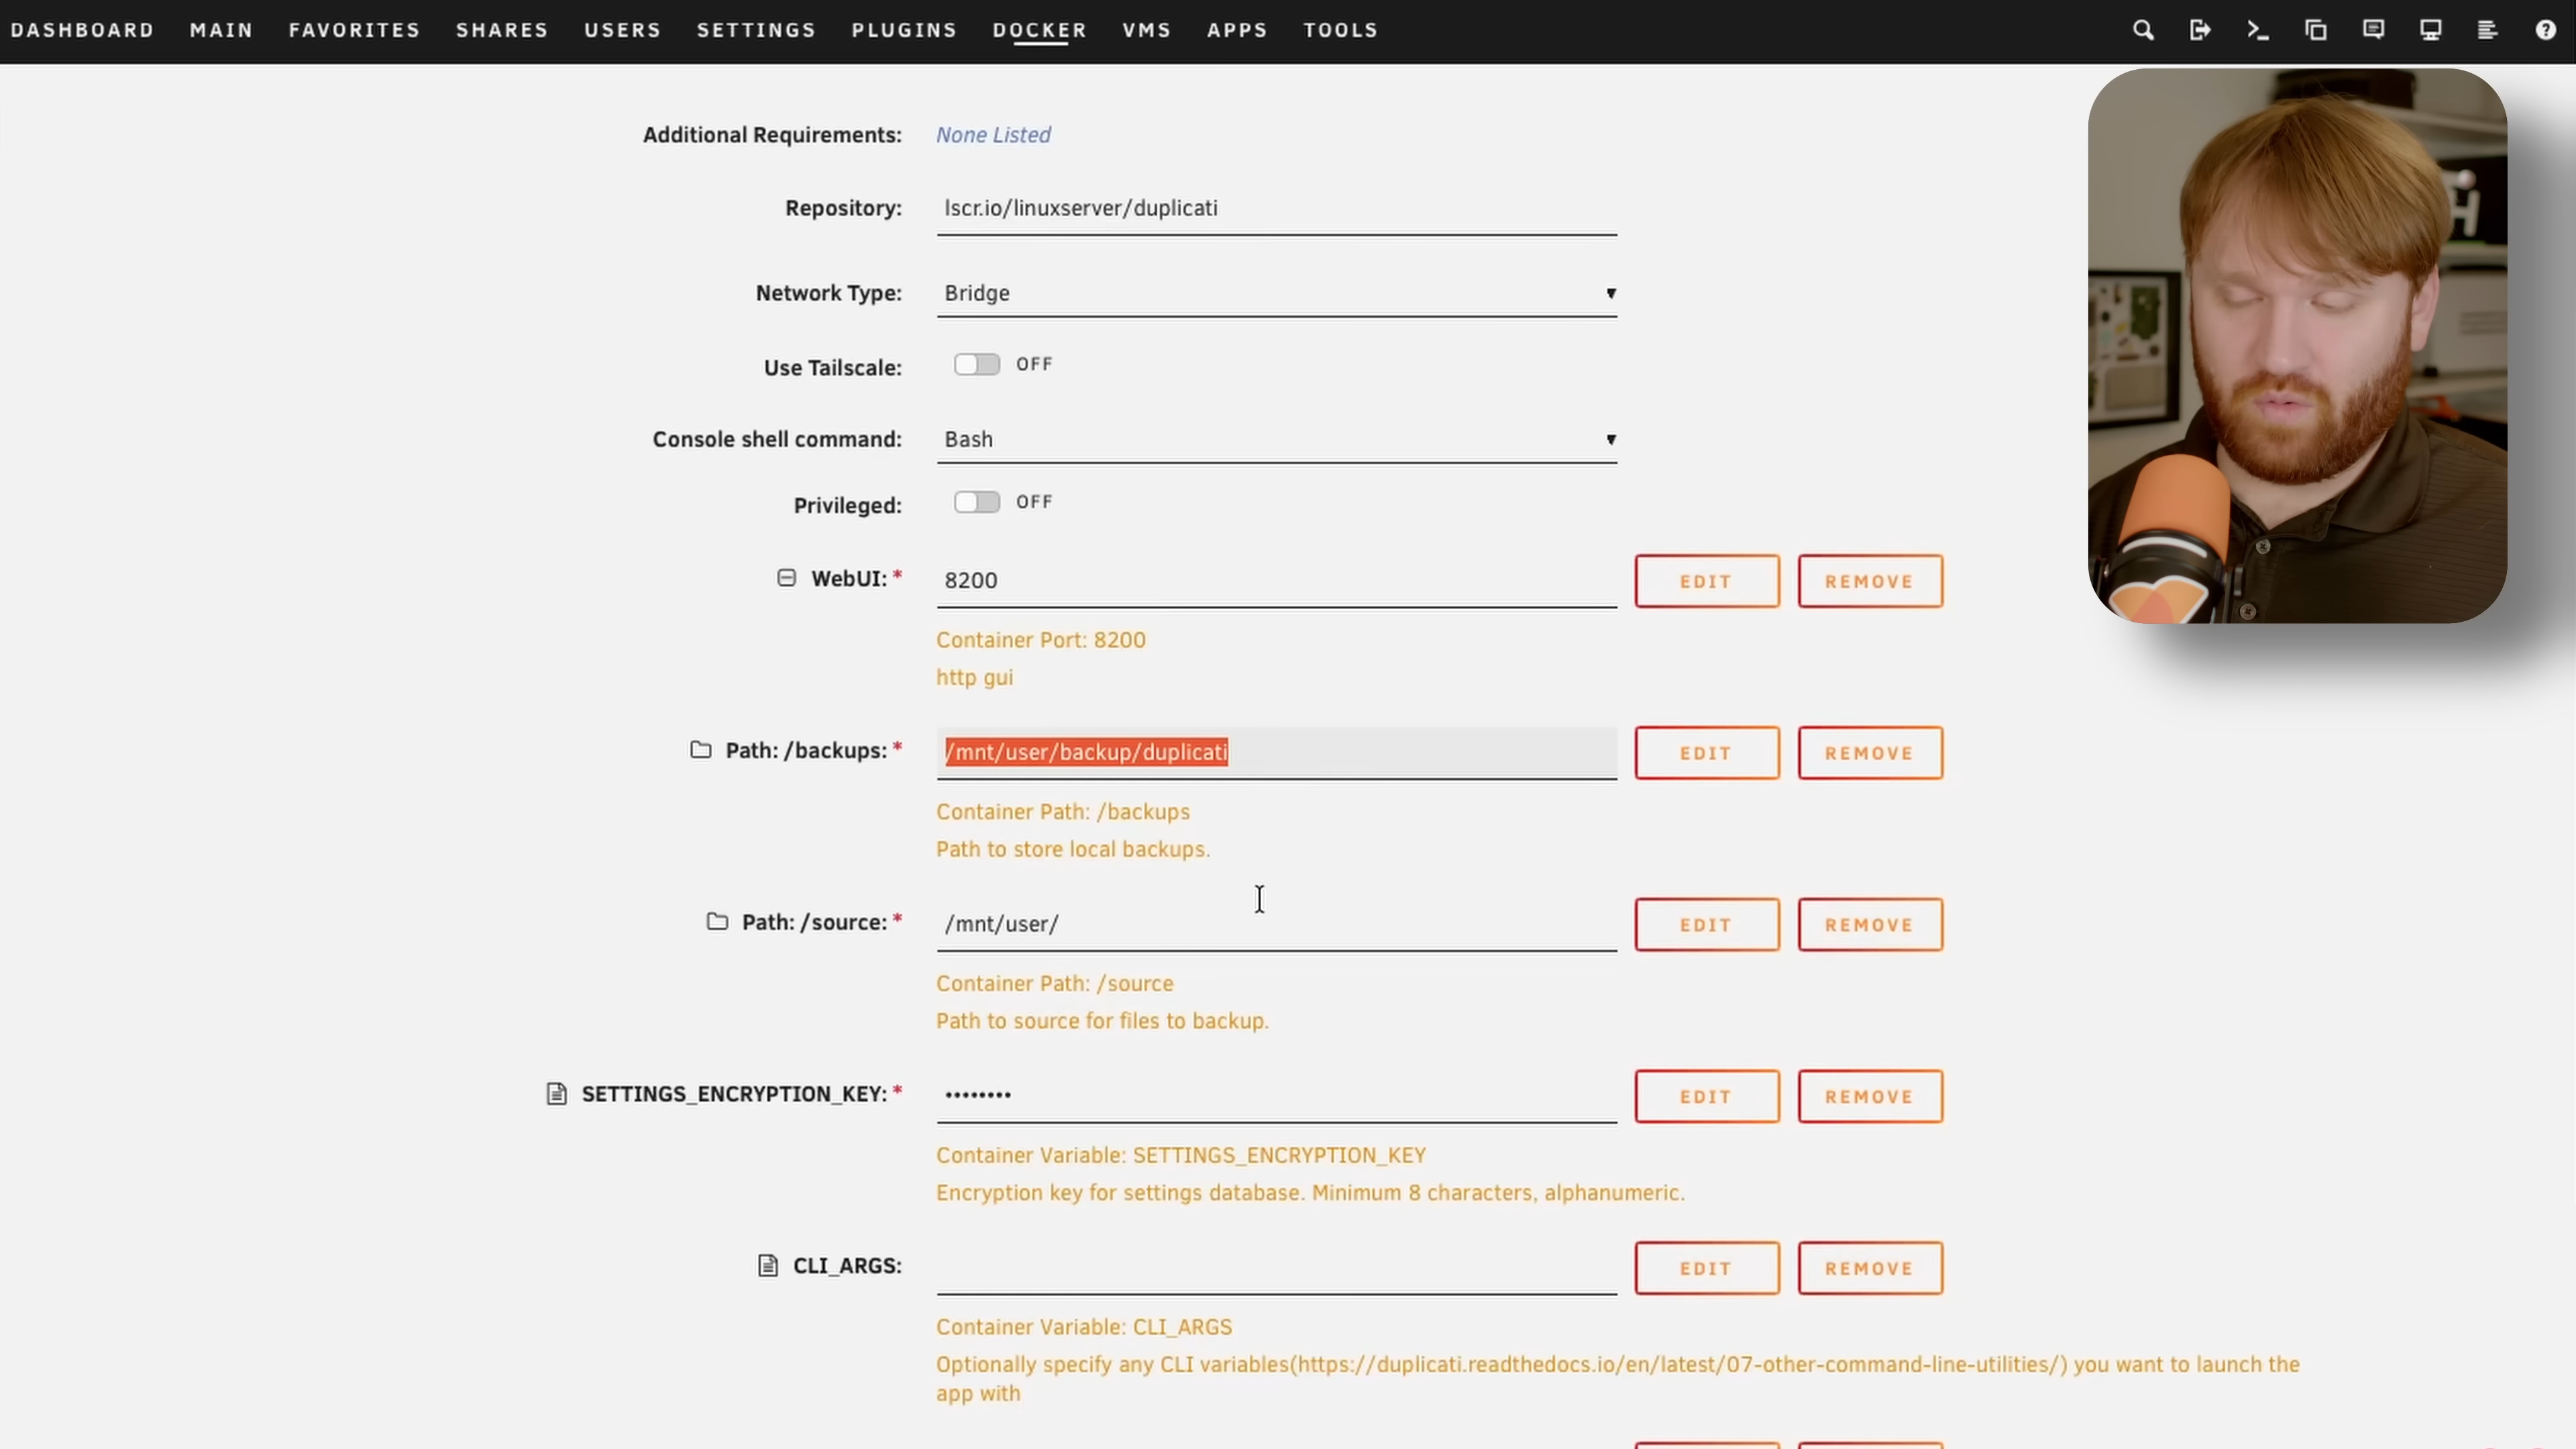 DASHBOARD MAIN FAVORITES SHARES USERS SETTINGS PLUGINS DOCKER VMS APPS TOOLS
Additional Requirements: None Listed
Repository: lscr.io/linuxserver/duplicati
Network Type: Bridge
Use Tailscale: OFF
Console shell command: Bash
Privileged: OFF
WebUI: * 8200 EDIT REMOVE
Container Port: 8200
http gui
Path: /backups: * /mnt/user/backup/duplicati EDIT REMOVE
Container Path: /backups
Path to store local backups.
Path: /source: * /mnt/user/ EDIT REMOVE
Container Path: /source
Path to source for files to backup.
SETTINGS_ENCRYPTION_KEY: * •••••••• EDIT REMOVE
Container Variable: SETTINGS_ENCRYPTION_KEY
Encryption key for settings database. Minimum 8 characters, alphanumeric.
CLI_ARGS: EDIT REMOVE
Container Variable: CLI_ARGS
Optionally specify any CLI variables(https://duplicati.readthedocs.io/en/latest/07-other-command-line-utilities/) you want to launch the
app with